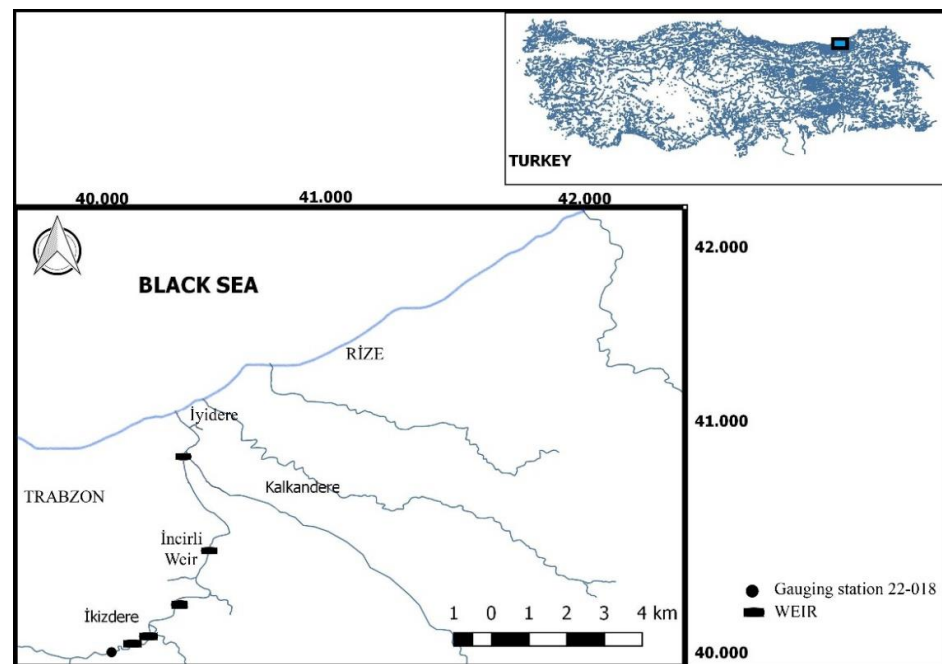 TURKEY
40.000
41.000
42.000
42.000
BLACK SEA
RİZE
İyidere
41.000
Kalkandere
TRABZON
İncirli
Weir
Gauging station 22-018
WEIR
İkizdere
1 0 1 2 3 4 km
40.000